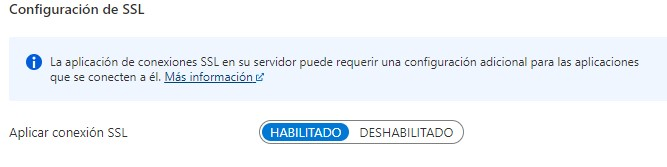 Configuración de SSL
La aplicación de conexiones SSL en su servidor puede requerir una configuración adicional para las aplicaciones
que se conecten a él. Más información
Aplicar conexión SSL HABILITADO DESHABILITADO